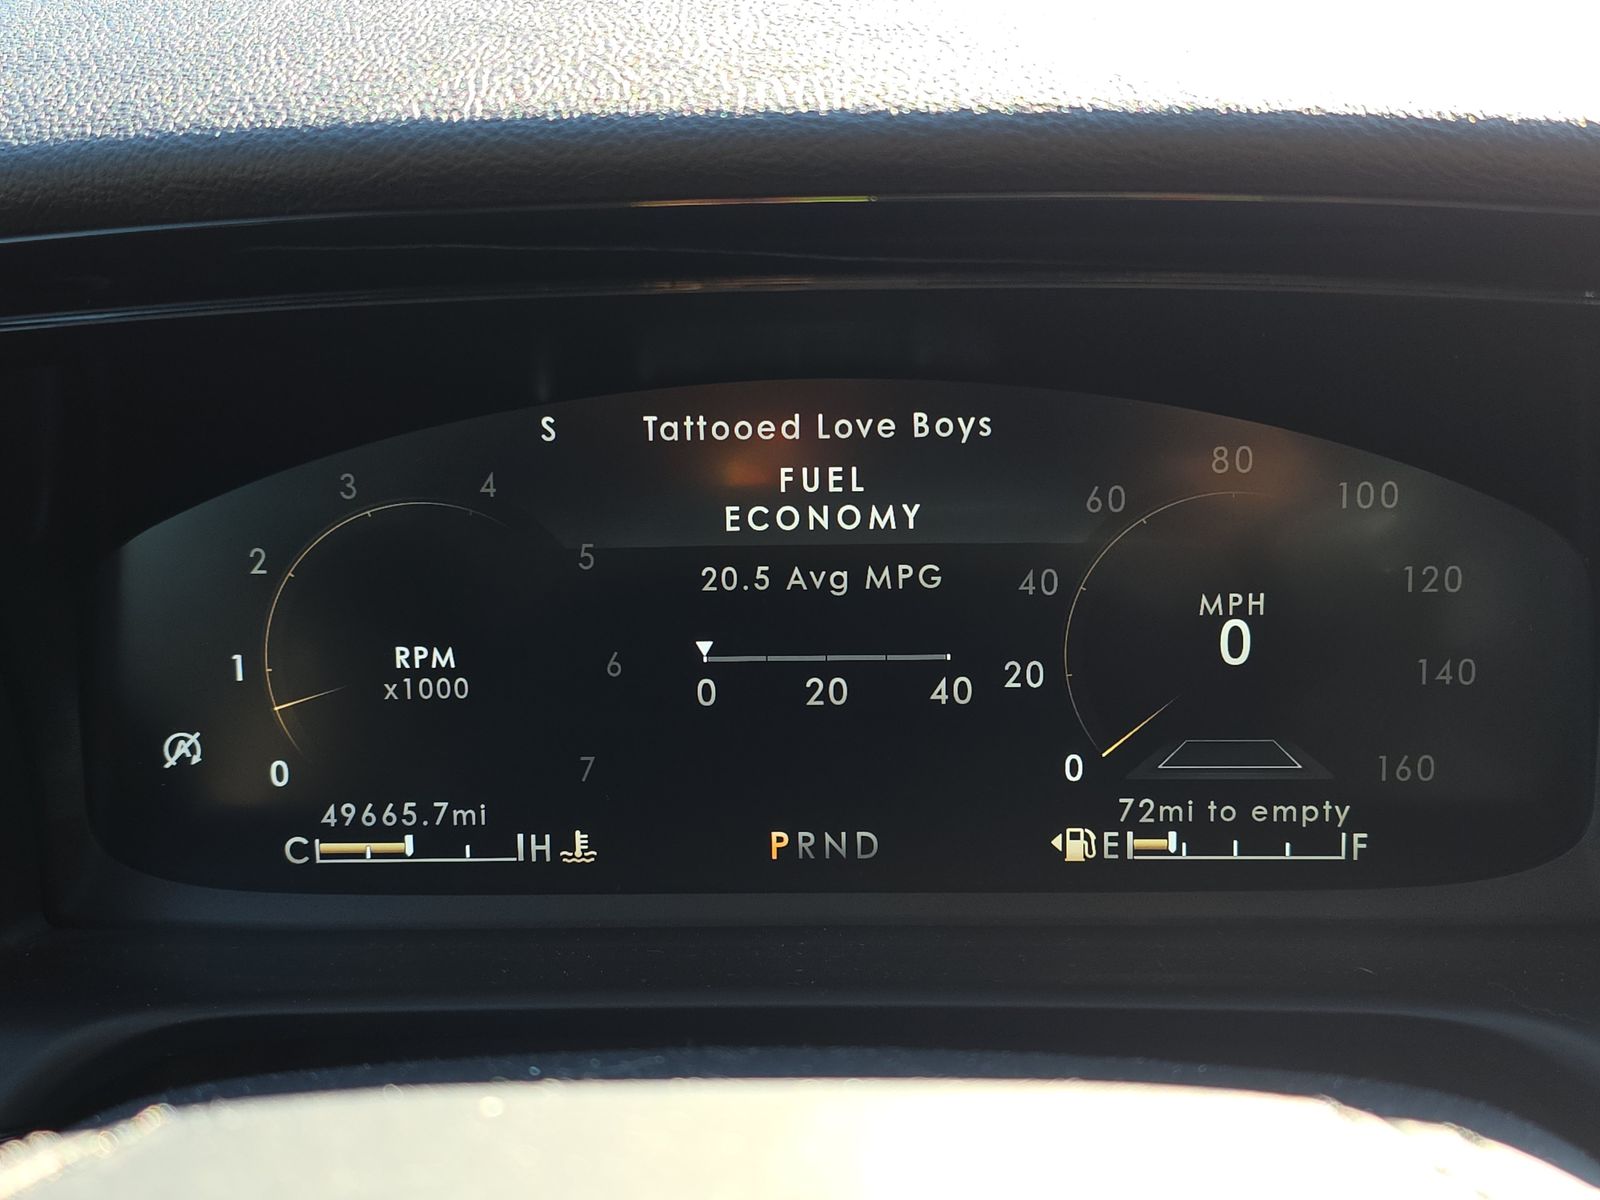 S Tattooed Love Boys
FUEL
ECONOMY
20.5 Avg MPG
0 20 40
0 1 2 3 4 5 6 7
RPM
x1000
0 20 40 60 80 100 120 140 160
MPH
0
A
49665.7mi
C H
PRND
72mi to empty
E F